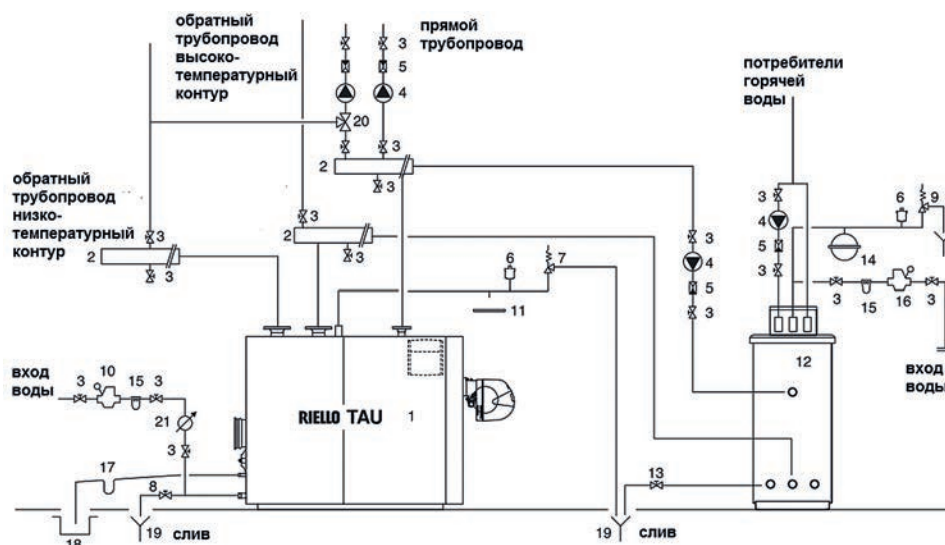 обратный
трубопровод
высоко-
температурный
контур
прямой
трубопровод
3
3
5
5
4
20
3
2
3
потребители
горячей
воды
обратный
трубопровод
низко-
температурный
контур
3
2
3
3
2
3
6
7
11
3
4
5
3
3
4
5
3
6
9
14
3
15
16
3
12
вход
воды
вход
воды
3
10
15
3
21
3
RIELLO TAU
1
17
8
18
19
слив
13
19
слив